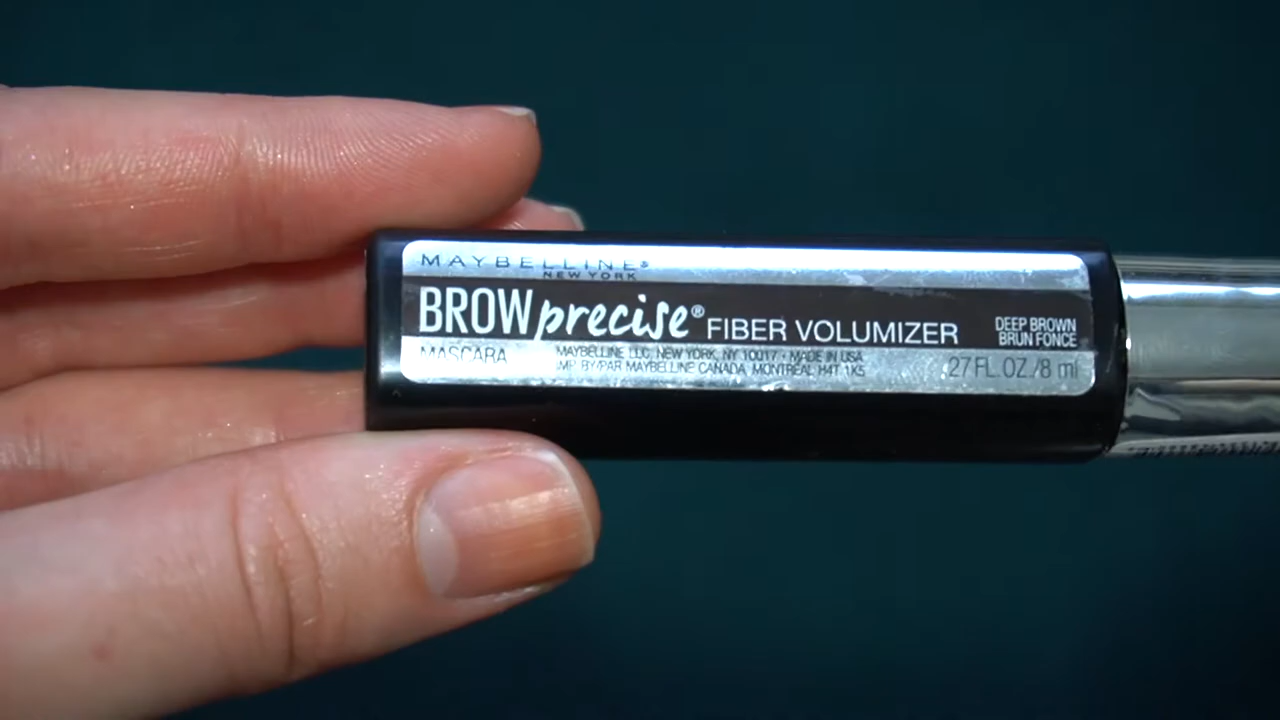 MAYBELLINE®
NEW YORK
BROWprecise® FIBER VOLUMIZER
DEEP BROWN
BRUN FONCE
MASCARA
MAYBELLINE LLC, NEW YORK, NY 10017 • MADE IN USA
IMP. BY/PAR MAYBELLINE CANADA, MONTRÉAL H4T 1K5
.27 FL. OZ./8 ml